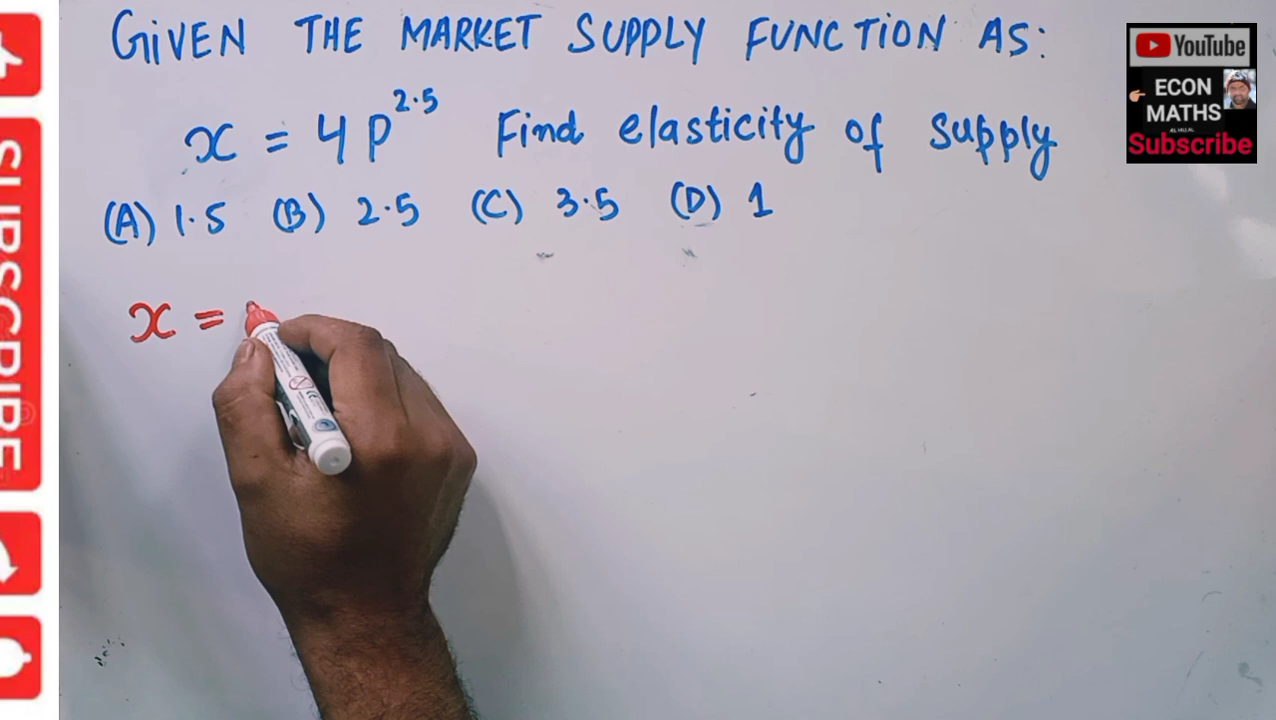 GIVEN THE MARKET SUPPLY FUNCTION AS:
x = 4 P^2.5 Find elasticity of supply
(A) 1.5 (B) 2.5 (C) 3.5 (D) 1
x =
YouTube
ECON
MATHS
Subscribe
SUBSCRIBE